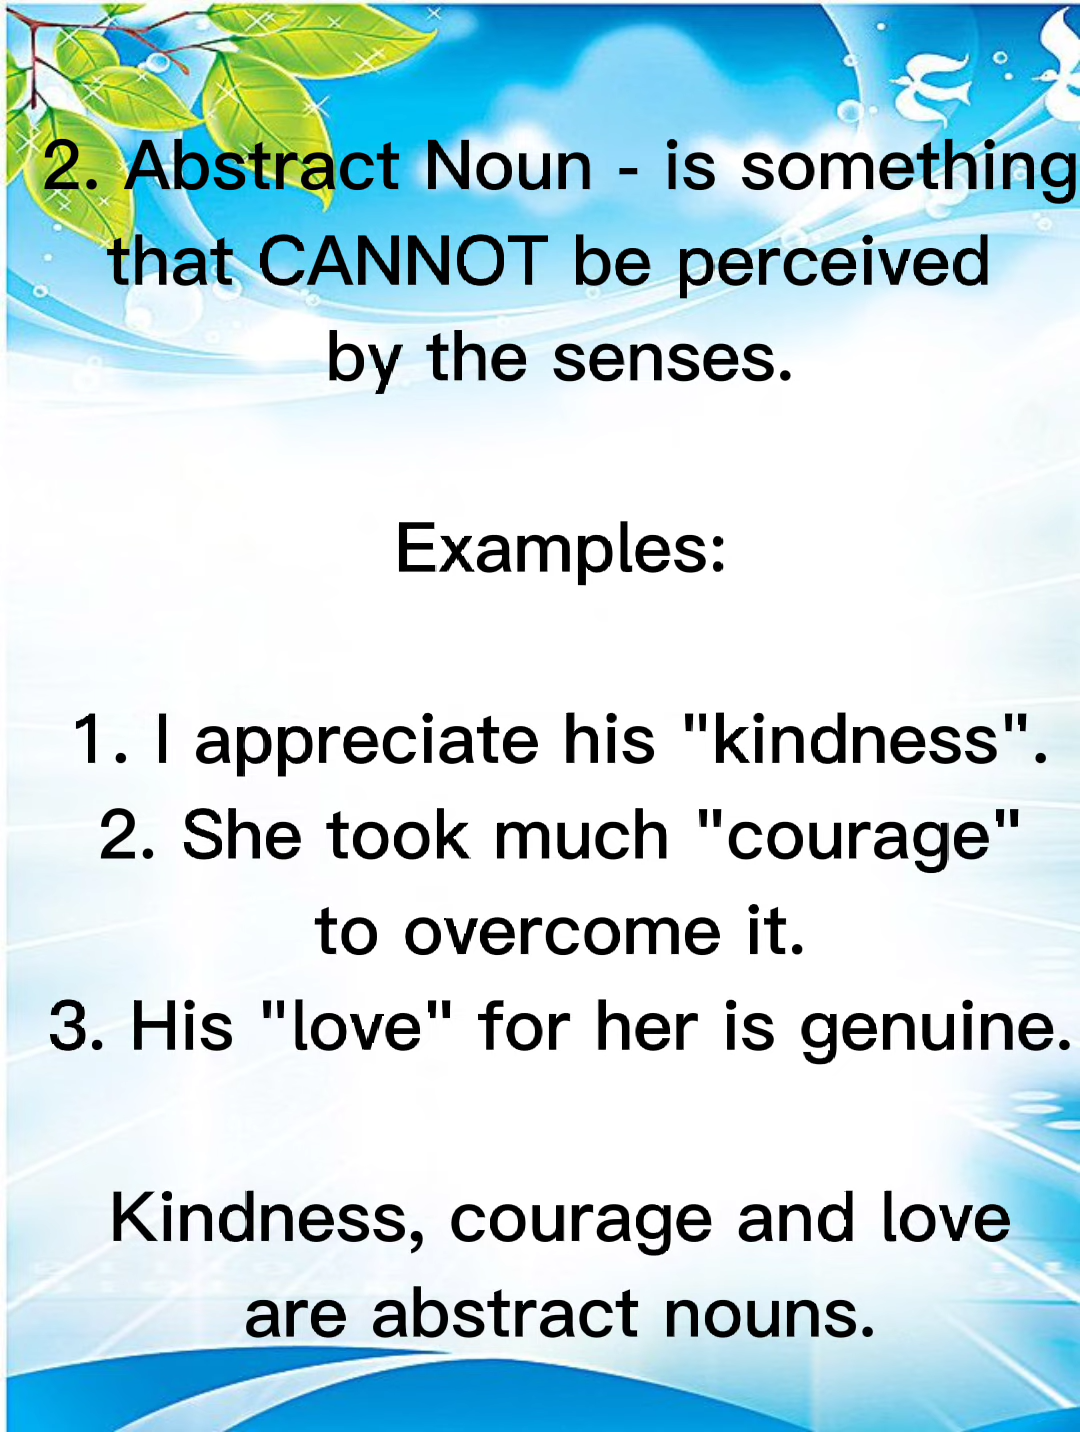 2. Abstract Noun - is something
that CANNOT be perceived
by the senses.
Examples:
1. I appreciate his "kindness".
2. She took much "courage"
to overcome it.
3. His "love" for her is genuine.
Kindness, courage and love
are abstract nouns.